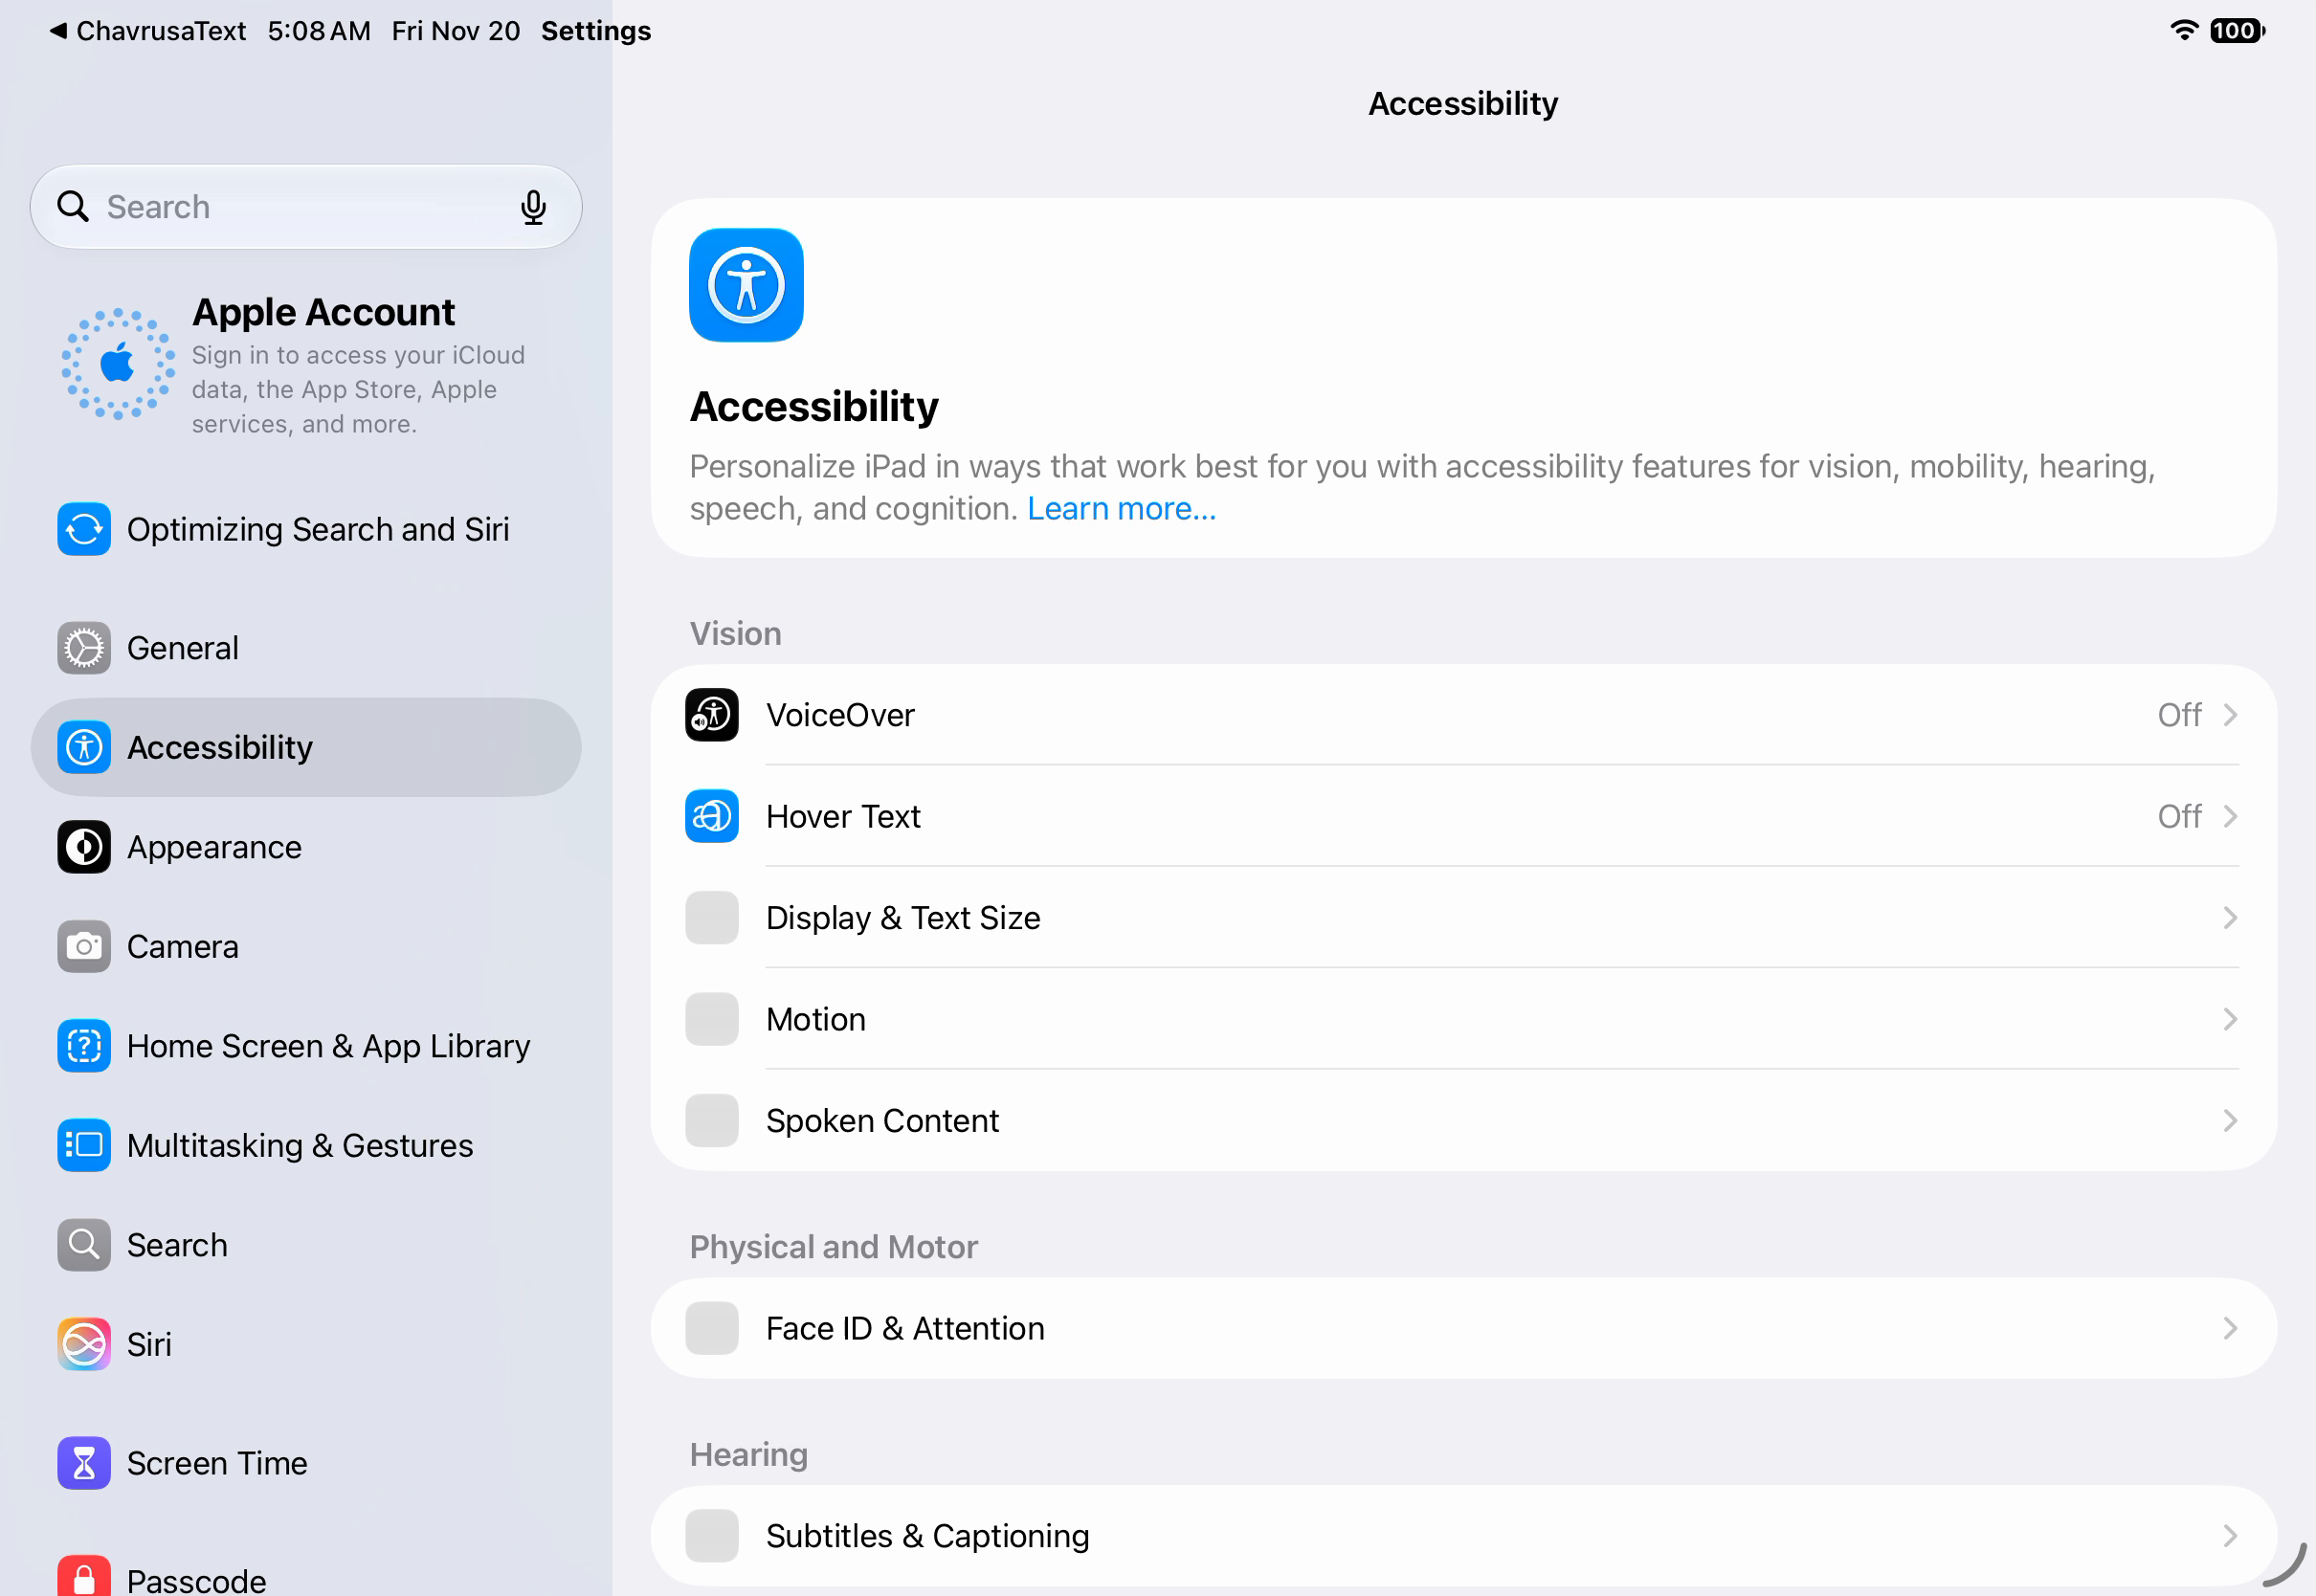 ChavrusaText 5:08 AM Fri Nov 20 Settings
100
Search
Apple Account
Sign in to access your iCloud
data, the App Store, Apple
services, and more.
Optimizing Search and Siri
General
Accessibility
Appearance
Camera
Home Screen & App Library
Multitasking & Gestures
Search
Siri
Screen Time
Passcode
Accessibility
Accessibility
Personalize iPad in ways that work best for you with accessibility features for vision, mobility, hearing,
speech, and cognition. Learn more...
Vision
VoiceOver Off
Hover Text Off
Display & Text Size
Motion
Spoken Content
Physical and Motor
Face ID & Attention
Hearing
Subtitles & Captioning